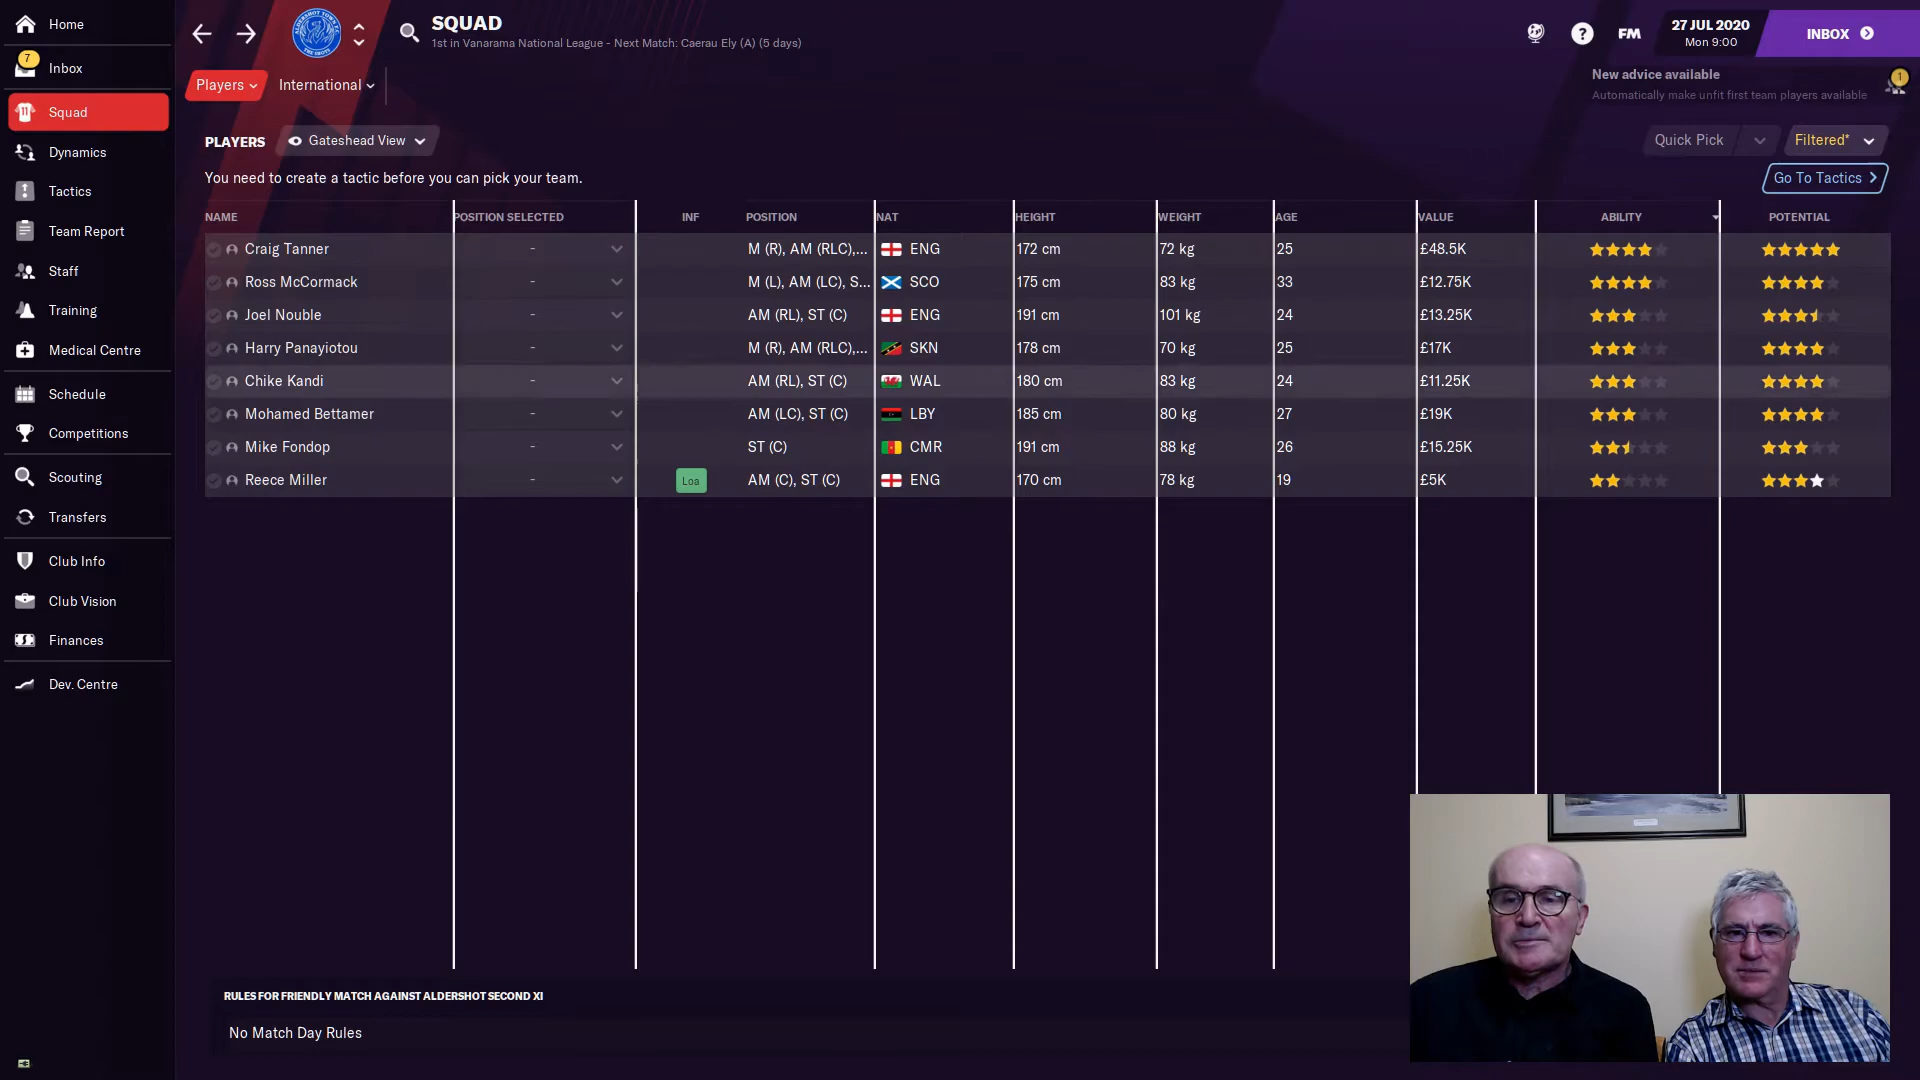 Home
7
Inbox
Squad
Dynamics
Tactics
Team Report
Staff
Training
Medical Centre
Schedule
Competitions
Scouting
Transfers
Club Info
Club Vision
Finances
Dev. Centre
SQUAD
1st in Vanarama National League - Next Match: Caerau Ely (A) (5 days)
?
FM
27 JUL 2020
Mon 9:00
INBOX
Players
International
New advice available
Automatically make unfit first team players available
1
PLAYERS
Gateshead View
Quick Pick
Filtered*
You need to create a tactic before you can pick your team.
Go To Tactics
NAME POSITION SELECTED INF POSITION NAT HEIGHT WEIGHT AGE VALUE ABILITY POTENTIAL
Craig Tanner - M (R), AM (RLC),... ENG 172 cm 72 kg 25 £48.5K
Ross McCormack - M (L), AM (LC), S... SCO 175 cm 83 kg 33 £12.75K
Joel Nouble - AM (RL), ST (C) ENG 191 cm 101 kg 24 £13.25K
Harry Panayiotou - M (R), AM (RLC),... SKN 178 cm 70 kg 25 £17K
Chike Kandi - AM (RL), ST (C) WAL 180 cm 83 kg 24 £11.25K
Mohamed Bettamer - AM (LC), ST (C) LBY 185 cm 80 kg 27 £19K
Mike Fondop - ST (C) CMR 191 cm 88 kg 26 £15.25K
Reece Miller - Loa AM (C), ST (C) ENG 170 cm 78 kg 19 £5K
RULES FOR FRIENDLY MATCH AGAINST ALDERSHOT SECOND XI
No Match Day Rules